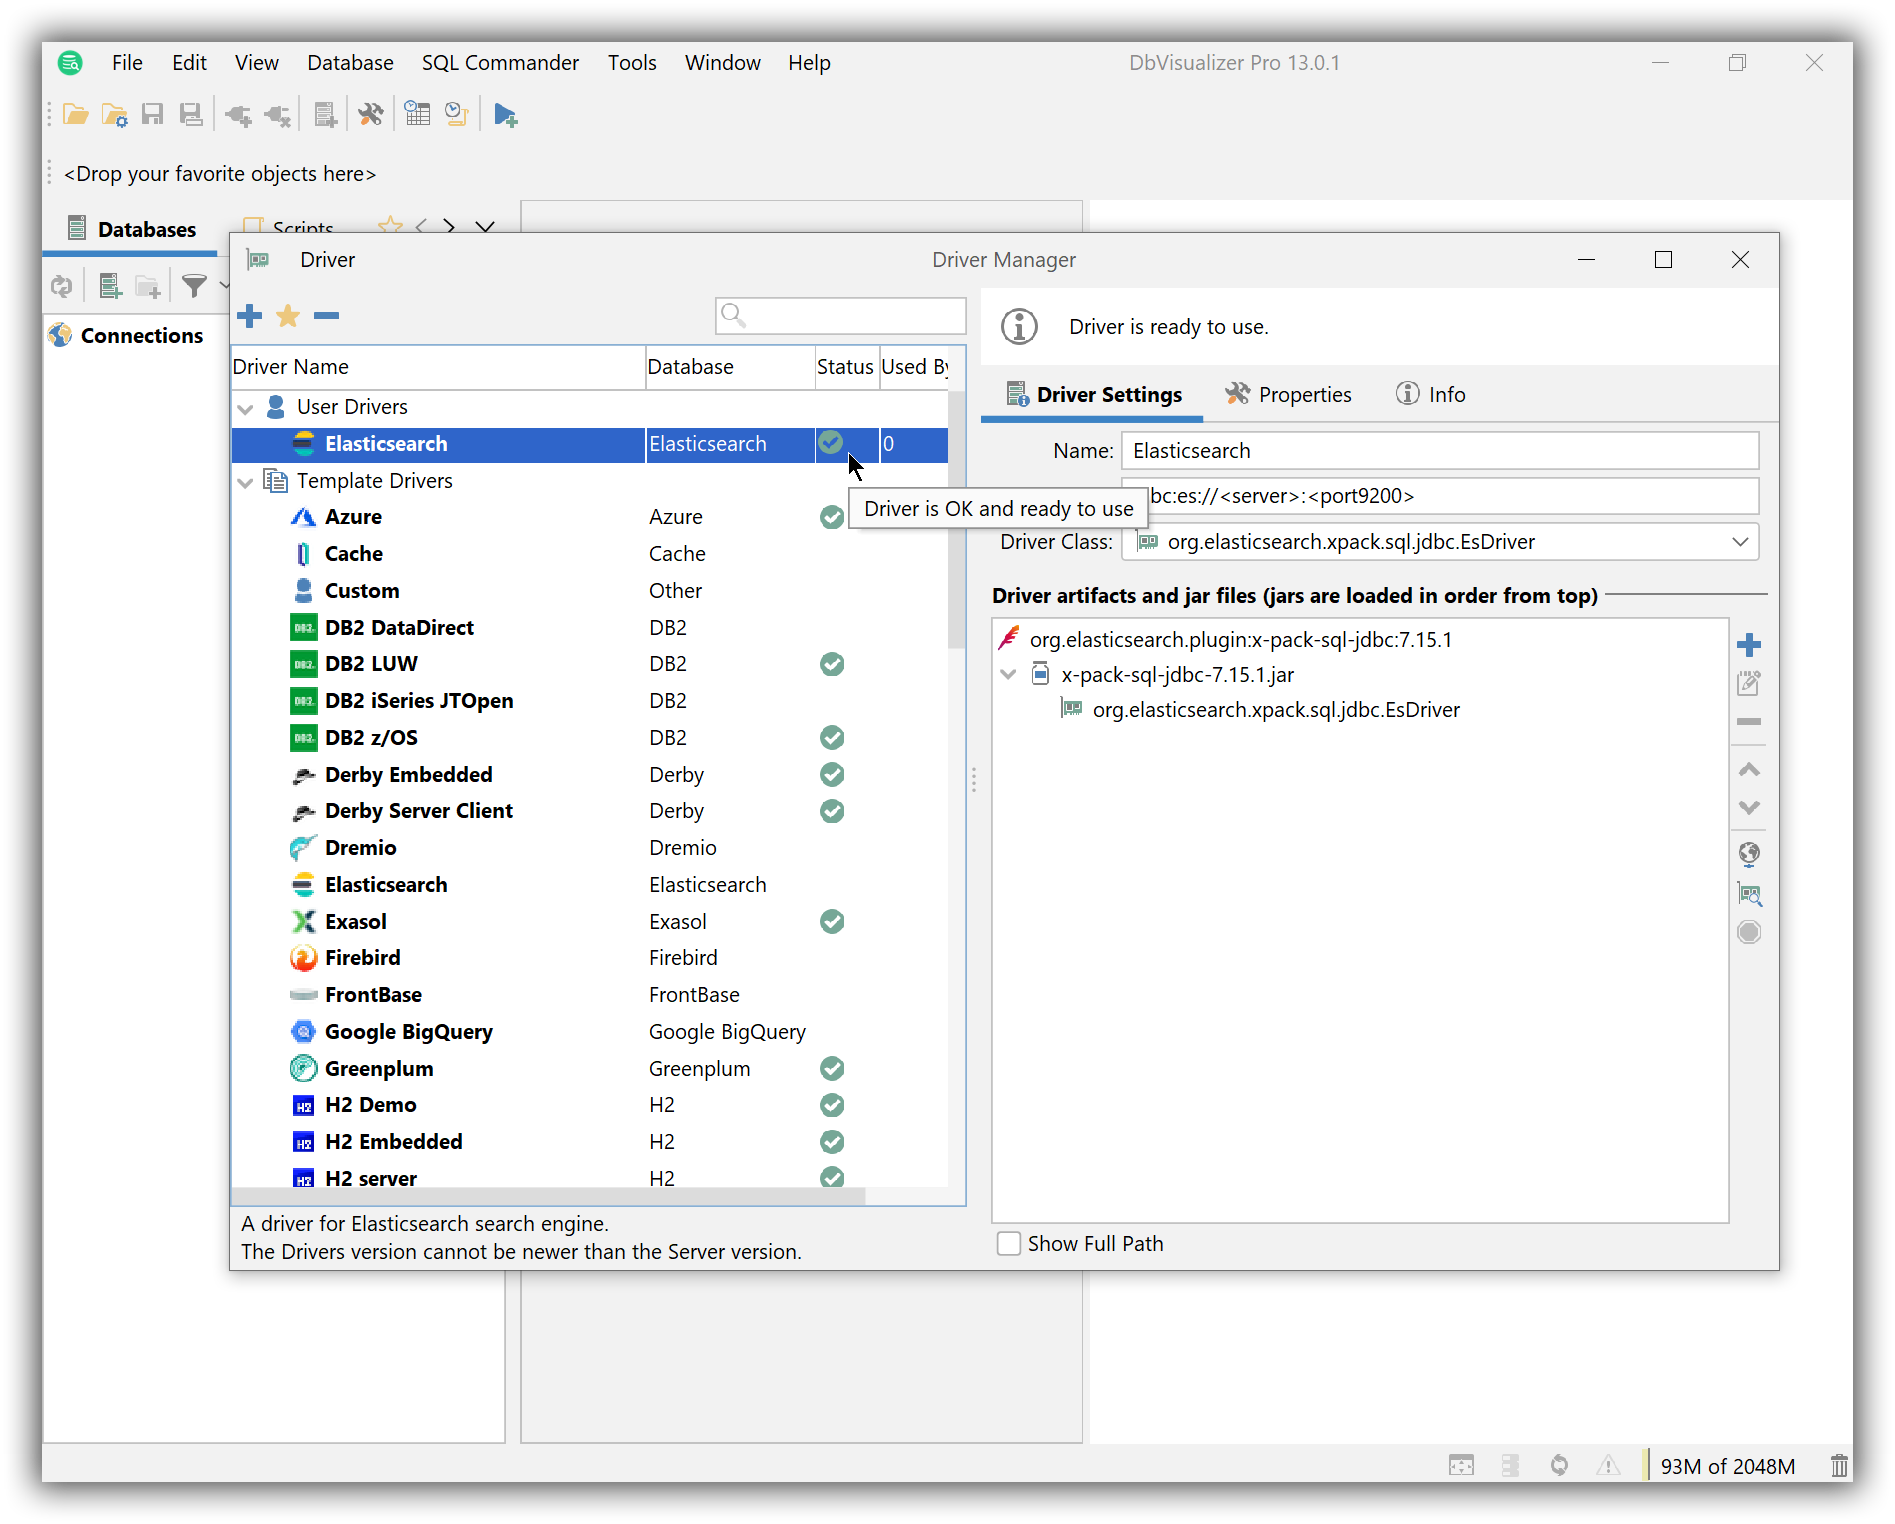 File Edit View Database SQL Commander Tools Window Help DbVisualizer Pro 13.0.1
<Drop your favorite objects here>
Databases Scripts
Connections
Driver Driver Manager
Driver is ready to use.
Driver Name Database Status Used By
Driver Settings Properties Info
User Drivers
Elasticsearch Elasticsearch 0
Name: Elasticsearch
Template Drivers
bc:es://<server>:<port9200>
Driver is OK and ready to use
Azure Azure
Driver Class: org.elasticsearch.xpack.sql.jdbc.EsDriver
Cache Cache
Custom Other
Driver artifacts and jar files (jars are loaded in order from top)
DB2 DataDirect DB2
org.elasticsearch.plugin:x-pack-sql-jdbc:7.15.1
DB2 LUW DB2
x-pack-sql-jdbc-7.15.1.jar
DB2 iSeries JTOpen DB2
org.elasticsearch.xpack.sql.jdbc.EsDriver
DB2 z/OS DB2
Derby Embedded Derby
Derby Server Client Derby
Dremio Dremio
Elasticsearch Elasticsearch
Exasol Exasol
Firebird Firebird
FrontBase FrontBase
Google BigQuery Google BigQuery
Greenplum Greenplum
H2 Demo H2
H2 Embedded H2
H2 server H2
A driver for Elasticsearch search engine.
The Drivers version cannot be newer than the Server version.
Show Full Path
93M of 2048M